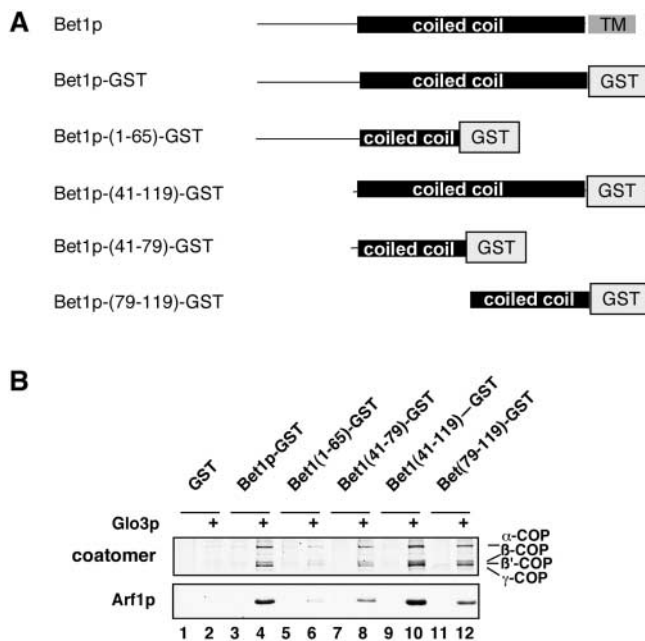 A
Bet1p coiled coil TM
Bet1p-GST coiled coil GST
Bet1p-(1-65)-GST coiled coil GST
Bet1p-(41-119)-GST coiled coil GST
Bet1p-(41-79)-GST coiled coil GST
Bet1p-(79-119)-GST coiled coil GST
B
GST
Bet1p-GST
Bet1(1-65)-GST
Bet1(41-79)-GST
Bet1(41-119)—GST
Bet(79-119)-GST
Glo3p + + + + + +
coatomer
α-COP
β-COP
β'-COP
γ-COP
Arf1p
1 2 3 4 5 6 7 8 9 10 11 12